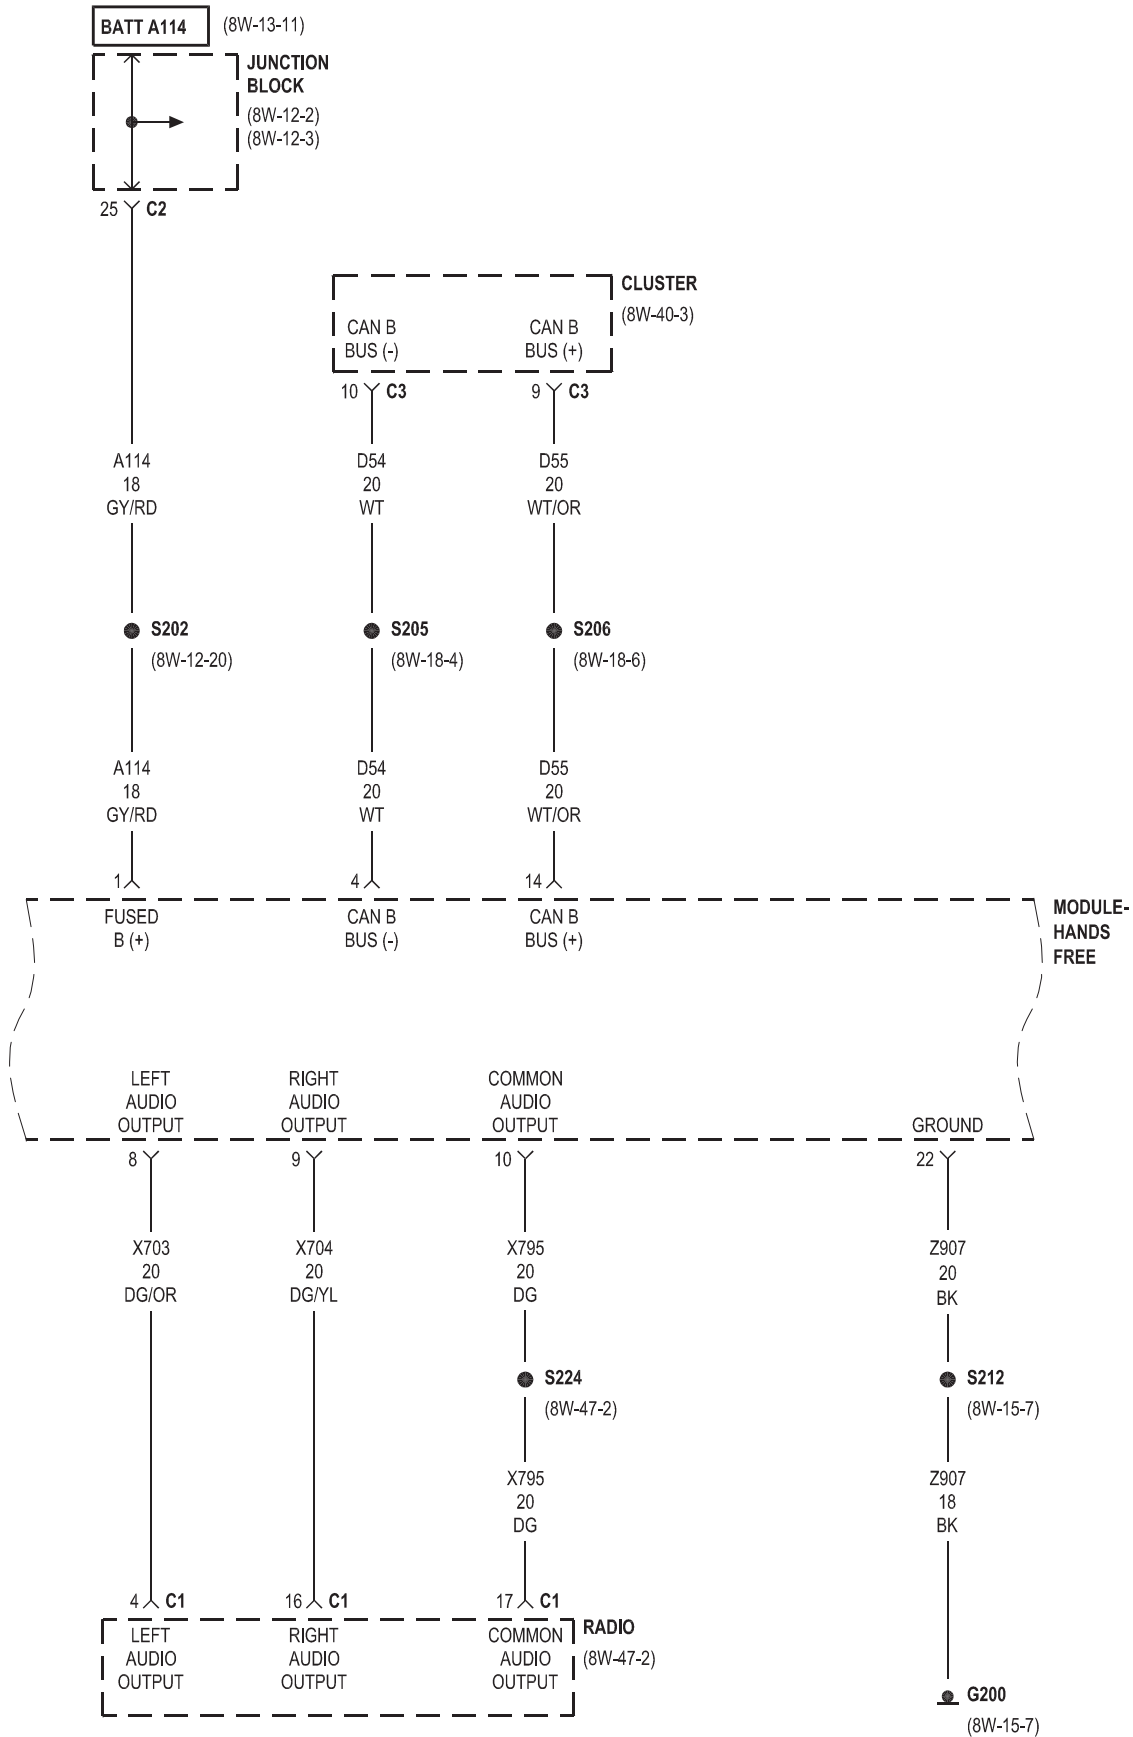 BATT A114 (8W-13-11)
JUNCTION
BLOCK
(8W-12-2)
(8W-12-3)
25 C2
CLUSTER
(8W-40-3)
CAN B
BUS (-)
CAN B
BUS (+)
10 C3
9 C3
A114
18
GY/RD
D54
20
WT
D55
20
WT/OR
S202
(8W-12-20)
S205
(8W-18-4)
S206
(8W-18-6)
A114
18
GY/RD
D54
20
WT
D55
20
WT/OR
1
4
14
FUSED
B (+)
CAN B
BUS (-)
CAN B
BUS (+)
MODULE-
HANDS
FREE
LEFT
AUDIO
OUTPUT
RIGHT
AUDIO
OUTPUT
COMMON
AUDIO
OUTPUT
GROUND
8
9
10
22
X703
20
DG/OR
X704
20
DG/YL
X795
20
DG
Z907
20
BK
S224
(8W-47-2)
S212
(8W-15-7)
X795
20
DG
Z907
18
BK
4 C1
16 C1
17 C1
LEFT
AUDIO
OUTPUT
RIGHT
AUDIO
OUTPUT
COMMON
AUDIO
OUTPUT
RADIO
(8W-47-2)
G200
(8W-15-7)